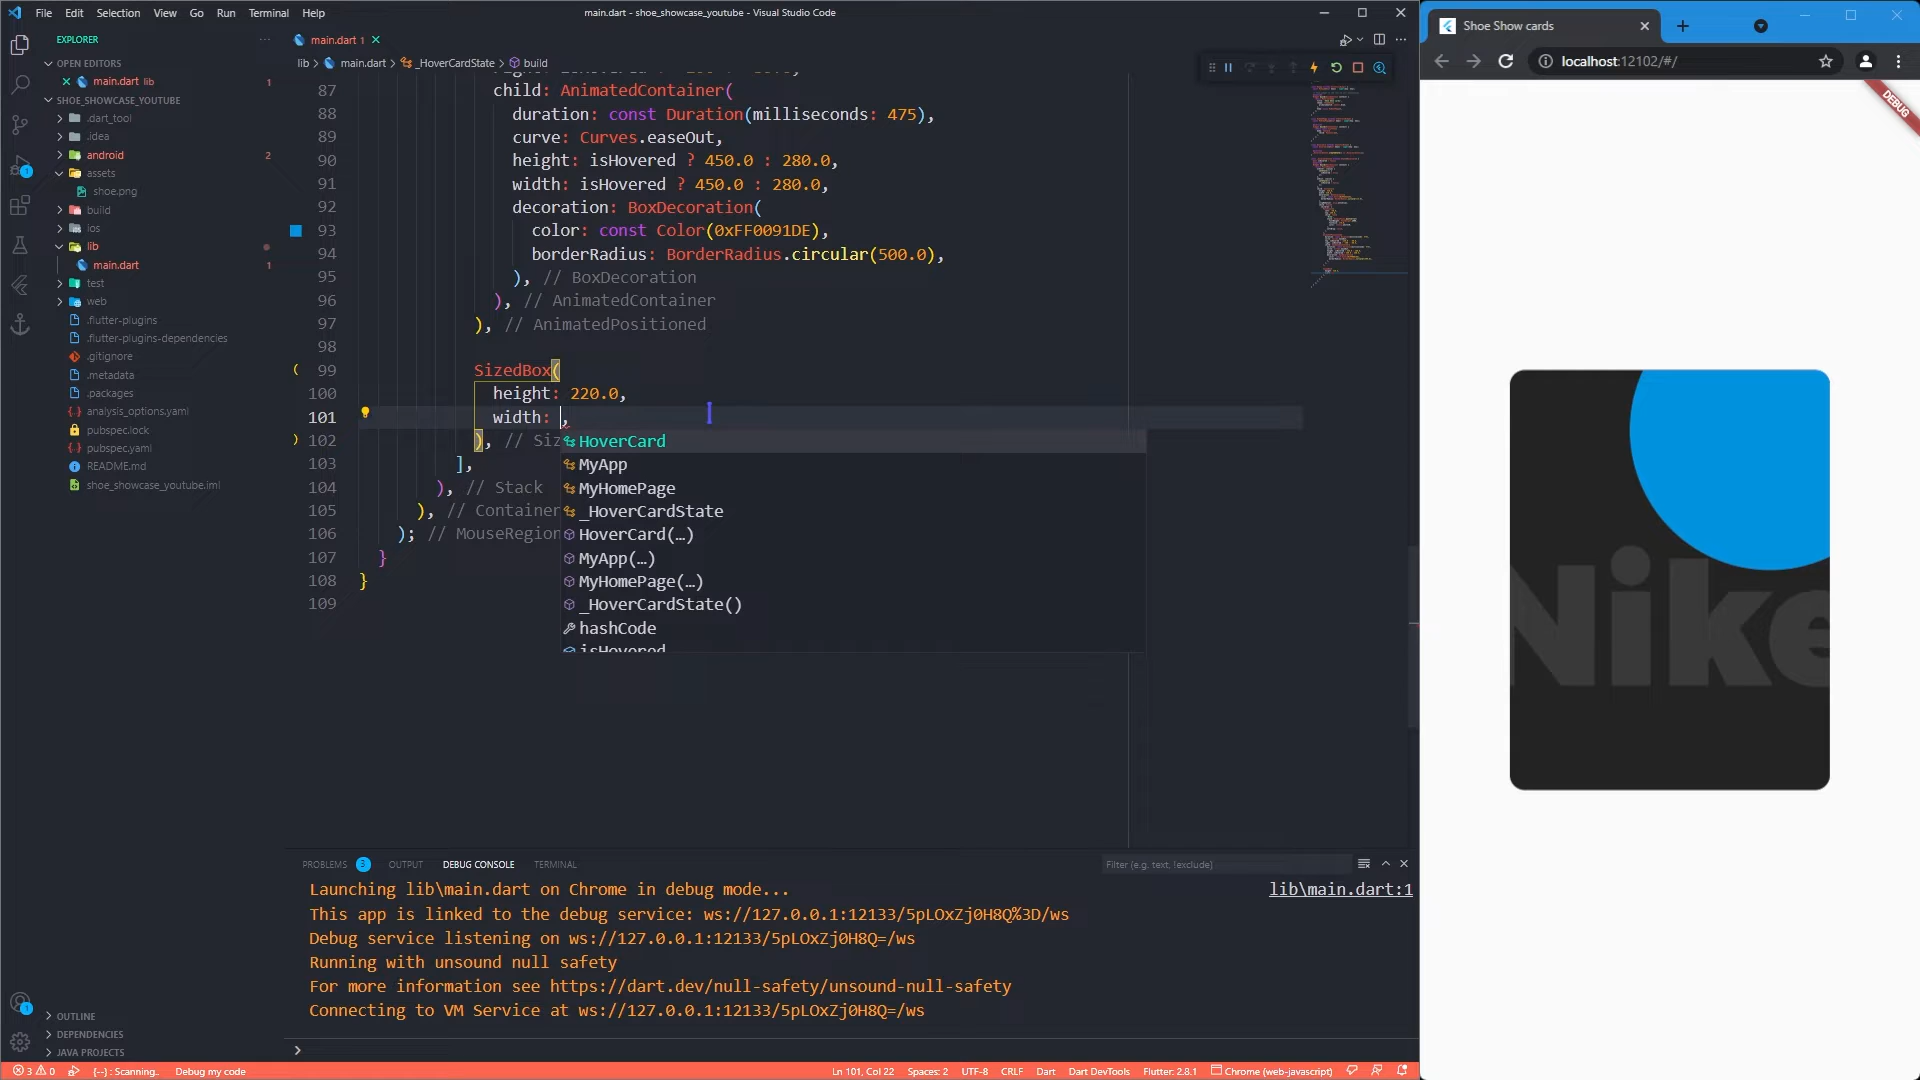 File Edit Selection View Go Run Terminal Help
main.dart - shoe_showcase_youtube - Visual Studio Code
EXPLORER
OPEN EDITORS
main.dart lib 1
SHOE_SHOWCASE_YOUTUBE
.dart_tool
.idea
android 2
assets
shoe.png
build
ios
lib
main.dart 1
test
web
.flutter-plugins
.flutter-plugins-dependencies
.gitignore
.metadata
.packages
analysis_options.yaml
pubspec.lock
pubspec.yaml
README.md
shoe_showcase_youtube.iml
OUTLINE
DEPENDENCIES
JAVA PROJECTS
main.dart 1
lib > main.dart > _HoverCardState > build
87 child: AnimatedContainer(
88 duration: const Duration(milliseconds: 475),
89 curve: Curves.easeOut,
90 height: isHovered ? 450.0 : 280.0,
91 width: isHovered ? 450.0 : 280.0,
92 decoration: BoxDecoration(
93 color: const Color(0xFF0091DE),
94 borderRadius: BorderRadius.circular(500.0),
95 ), // BoxDecoration
96 ), // AnimatedContainer
97 ), // AnimatedPositioned
98
99 SizedBox(
100 height: 220.0,
101 width: ,
102 ), // Siz
103 ],
104 ), // Stack
105 ), // Container
106 ); // MouseRegion
107 }
108 }
109
HoverCard
MyApp
MyHomePage
_HoverCardState
HoverCard(…)
MyApp(…)
MyHomePage(…)
_HoverCardState()
hashCode
isHovered
PROBLEMS 3 OUTPUT DEBUG CONSOLE TERMINAL
Filter (e.g. text, !exclude)
Launching lib\main.dart on Chrome in debug mode...
lib\main.dart:1
This app is linked to the debug service: ws://127.0.0.1:12133/5pLOxZj0H8Q%3D/ws
Debug service listening on ws://127.0.0.1:12133/5pLOxZj0H8Q=/ws
Running with unsound null safety
For more information see https://dart.dev/null-safety/unsound-null-safety
Connecting to VM Service at ws://127.0.0.1:12133/5pLOxZj0H8Q=/ws
3 0 {--} : Scanning.. Debug my code
Ln 101, Col 22 Spaces: 2 UTF-8 CRLF Dart Dart DevTools Flutter: 2.8.1 Chrome (web-javascript)
Shoe Show cards
localhost:12102/#/
DEBUG
Nike